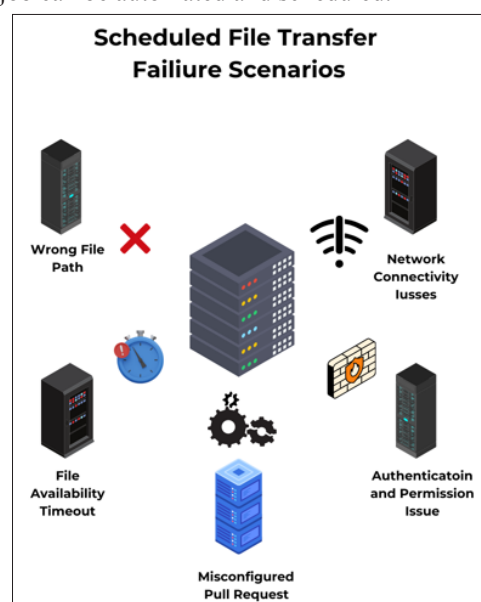 Scheduled File Transfer
Failiure Scenarios
Wrong File
Path
Network
Connectivity
Iusses
File
Availability
Timeout
Authenticatoin
and Permission
Issue
Misconfigured
Pull Request